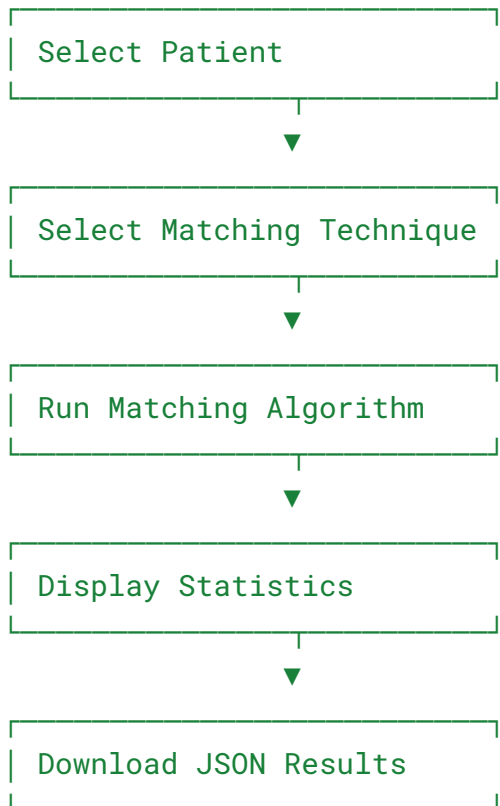 Select Patient
Select Matching Technique
Run Matching Algorithm
Display Statistics
Download JSON Results